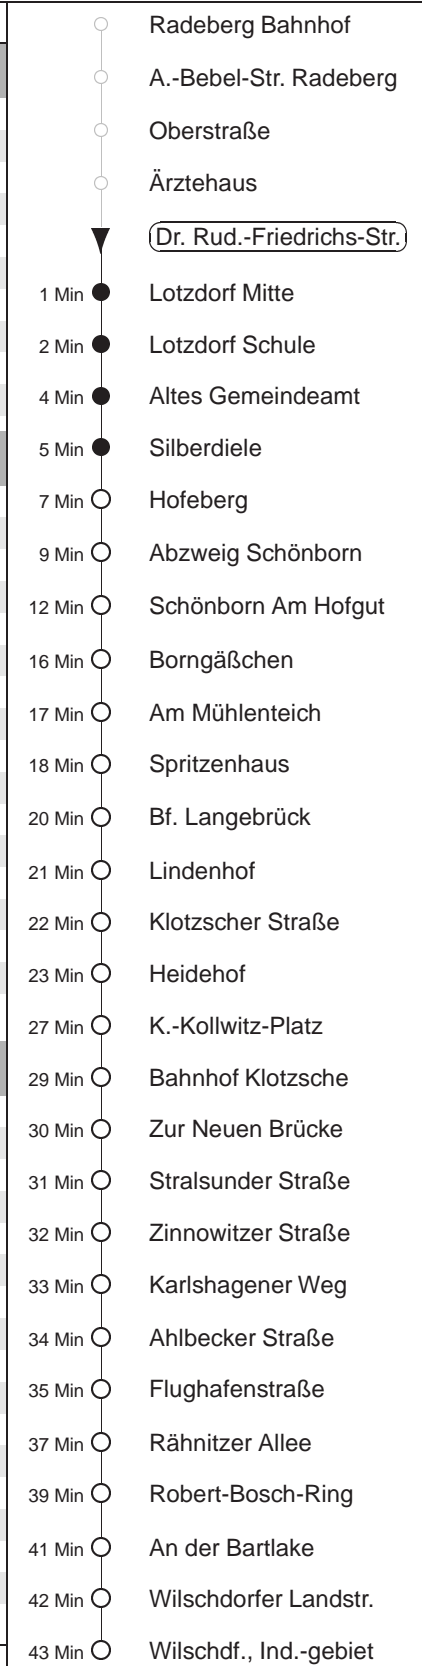 Radeberg Bahnhof
A.-Bebel-Str. Radeberg
Oberstraße
Ärztehaus
Dr. Rud.-Friedrichs-Str.
1 Min Lotzdorf Mitte
2 Min Lotzdorf Schule
4 Min Altes Gemeindeamt
5 Min Silberdiele
7 Min Hofeberg
9 Min Abzweig Schönborn
12 Min Schönborn Am Hofgut
16 Min Borngäßchen
17 Min Am Mühlenteich
18 Min Spritzenhaus
20 Min Bf. Langebrück
21 Min Lindenhof
22 Min Klotzscher Straße
23 Min Heidehof
27 Min K.-Kollwitz-Platz
29 Min Bahnhof Klotzsche
30 Min Zur Neuen Brücke
31 Min Stralsunder Straße
32 Min Zinnowitzer Straße
33 Min Karlshagener Weg
34 Min Ahlbecker Straße
35 Min Flughafenstraße
37 Min Rähnitzer Allee
39 Min Robert-Bosch-Ring
41 Min An der Bartlake
42 Min Wilschdorfer Landstr.
43 Min Wilschdf., Ind.-gebiet